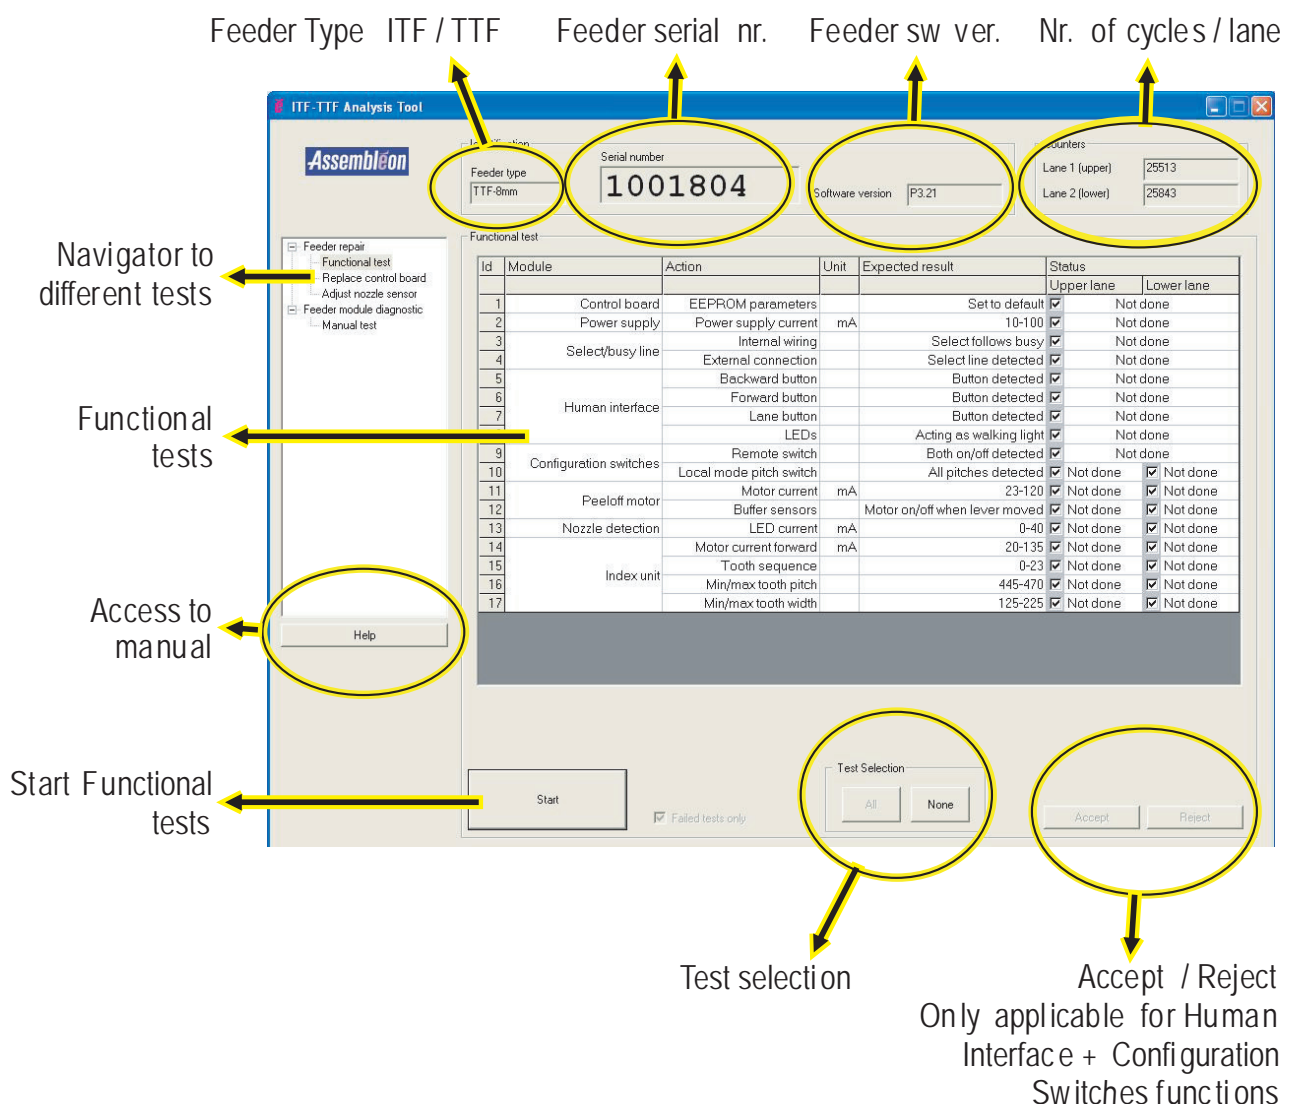 Feeder Type ITF / TTF Feeder serial nr. Feeder sw ver. Nr. of cycles / lane
ITF-TTF Analysis Tool
Assembléon
Feeder type
TTF-8mm
Serial number
1001804
Software version P3.21
Counters
Lane 1 (upper) 25513
Lane 2 (lower) 25843
Navigator to
different tests
Feeder repair
Functional test
Replace control board
Adjust nozzle sensor
Feeder module diagnostic
Manual test
Functional test
Id Module Action Unit Expected result Status
Upper lane Lower lane
1 Control board EEPROM parameters Set to default Not done
2 Power supply Power supply current mA 10-100 Not done
3 Select/busy line Internal wiring Select follows busy Not done
4 External connection Select line detected Not done
5 Human interface Backward button Button detected Not done
6 Forward button Button detected Not done
7 Lane button Button detected Not done
LEDs Acting as walking light Not done
9 Configuration switches Remote switch Both on/off detected Not done
10 Local mode pitch switch All pitches detected Not done Not done
11 Peeloff motor Motor current mA 23-120 Not done Not done
12 Buffer sensors Motor on/off when lever moved Not done Not done
13 Nozzle detection LED current mA 0-40 Not done Not done
14 Index unit Motor current forward mA 20-135 Not done Not done
15 Tooth sequence 0-23 Not done Not done
16 Min/max tooth pitch 445-470 Not done Not done
17 Min/max tooth width 125-225 Not done Not done
Functional
tests
Access to
manual
Help
Start Functional
tests
Start
Failed tests only
Test Selection
All None
Accept Reject
Test selection
Accept / Reject
Only applicable for Human
Interface + Configuration
Switches functions